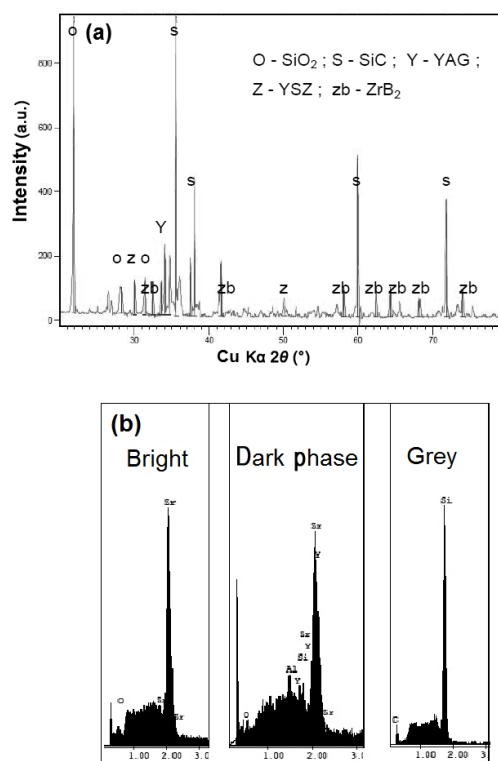 (a)
O - SiO₂ ; S - SiC ; Y - YAG ;
Z - YSZ ; zb - ZrB₂
Intensity (a.u.)
800
600
400
200
0
o
s
s
s
s
Y
o z o
zb
zb
z
zb
zb
zb
zb
zb
30
40
50
60
70
Cu Kα 2θ (°)
(b)
Bright
Dark phase
Grey
Zr
O
Zr
1.00
2.00
3.0
Zr
Y
Zr
Y
Si
Al
Y
O
Zr
1.00
2.00
3.0
Si
C
1.00
2.00
3.0